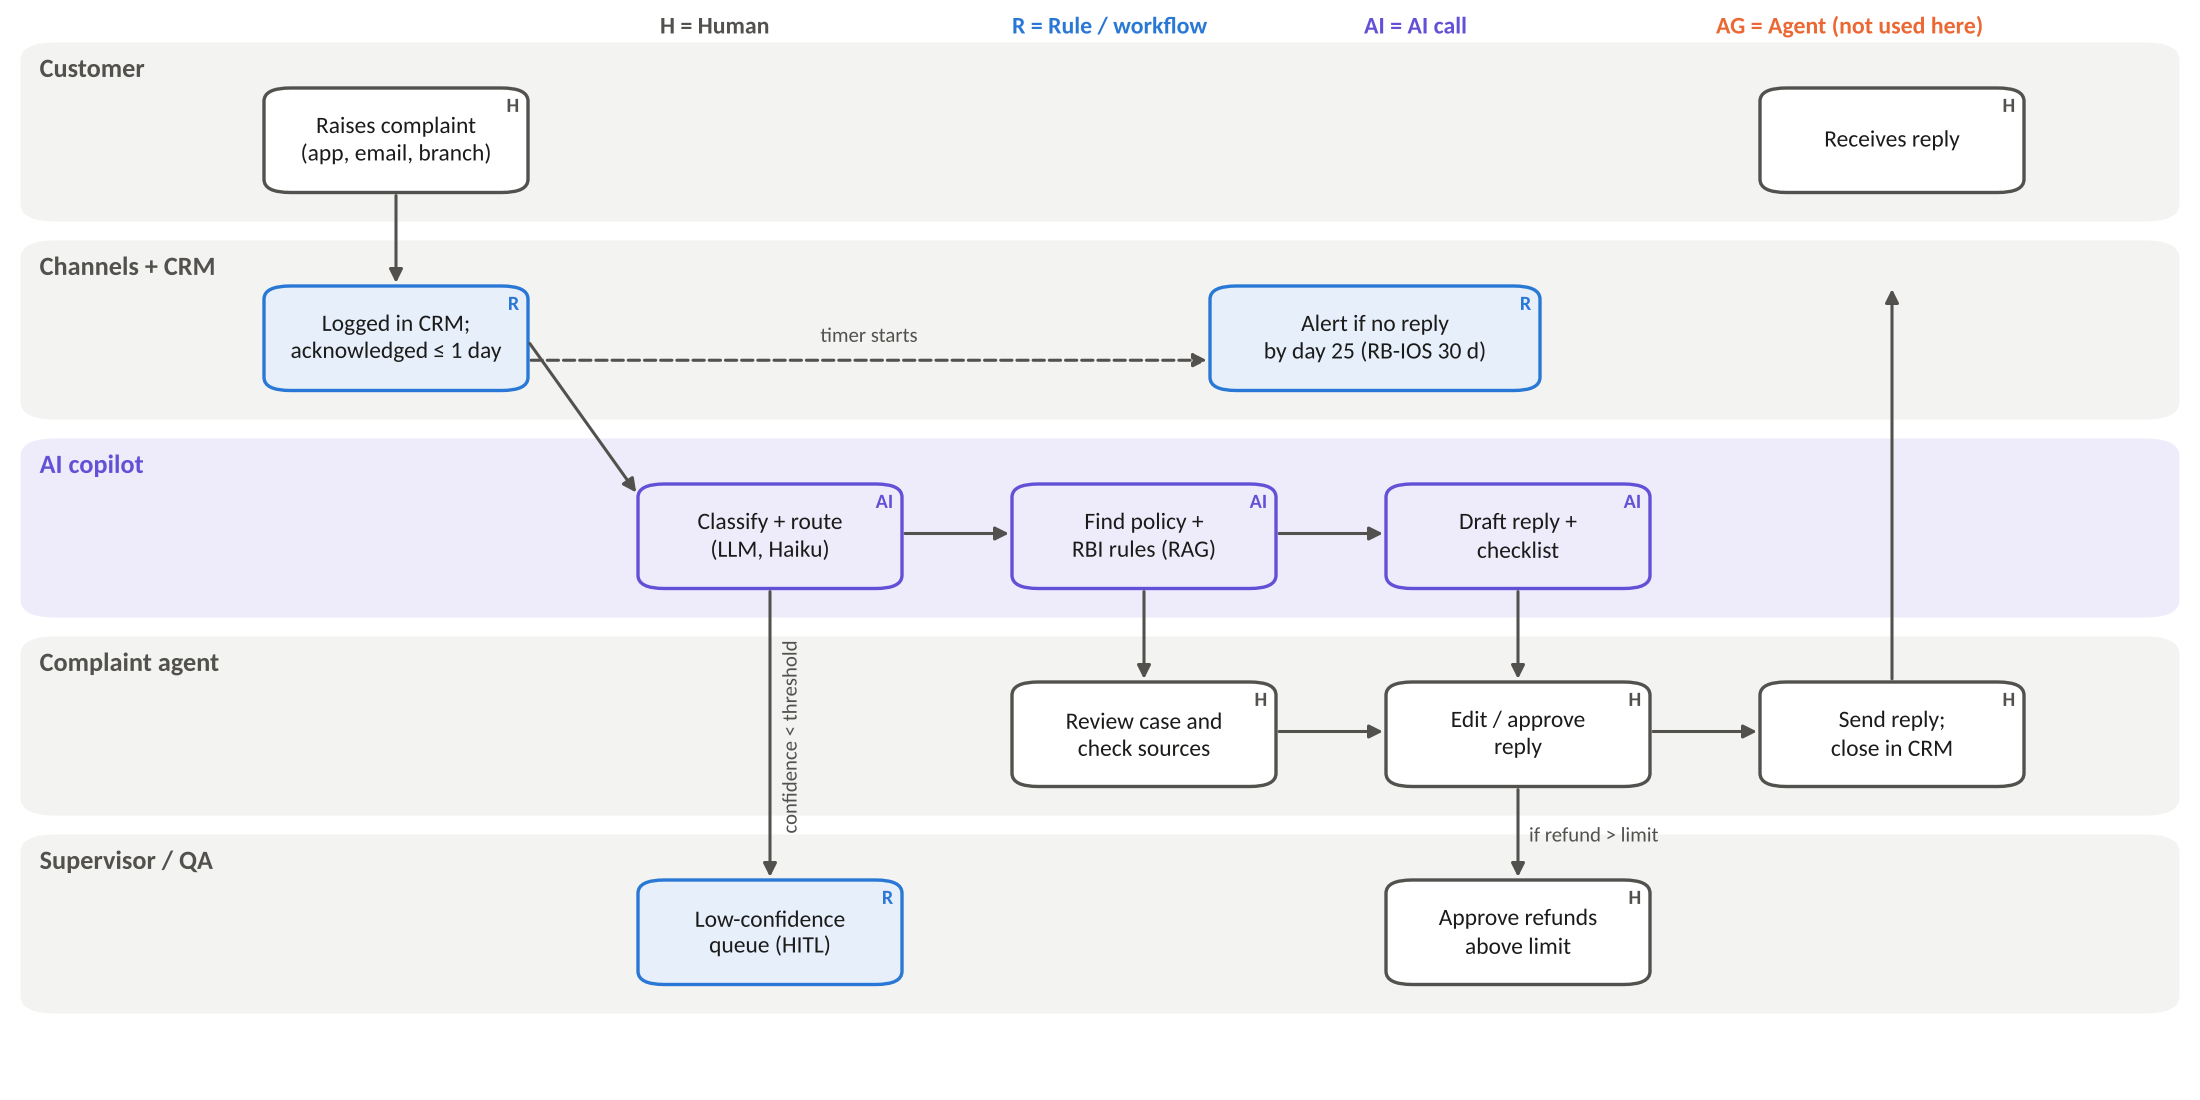 H = Human
R = Rule / workflow
AI = AI call
AG = Agent (not used here)
Customer
H
Raises complaint
(app, email, branch)
H
Receives reply
Channels + CRM
R
Logged in CRM;
acknowledged ≤ 1 day
timer starts
R
Alert if no reply
by day 25 (RB-IOS 30 d)
AI copilot
AI
Classify + route
(LLM, Haiku)
AI
Find policy +
RBI rules (RAG)
AI
Draft reply +
checklist
Complaint agent
confidence < threshold
H
Review case and
check sources
H
Edit / approve
reply
H
Send reply;
close in CRM
if refund > limit
Supervisor / QA
R
Low-confidence
queue (HITL)
H
Approve refunds
above limit